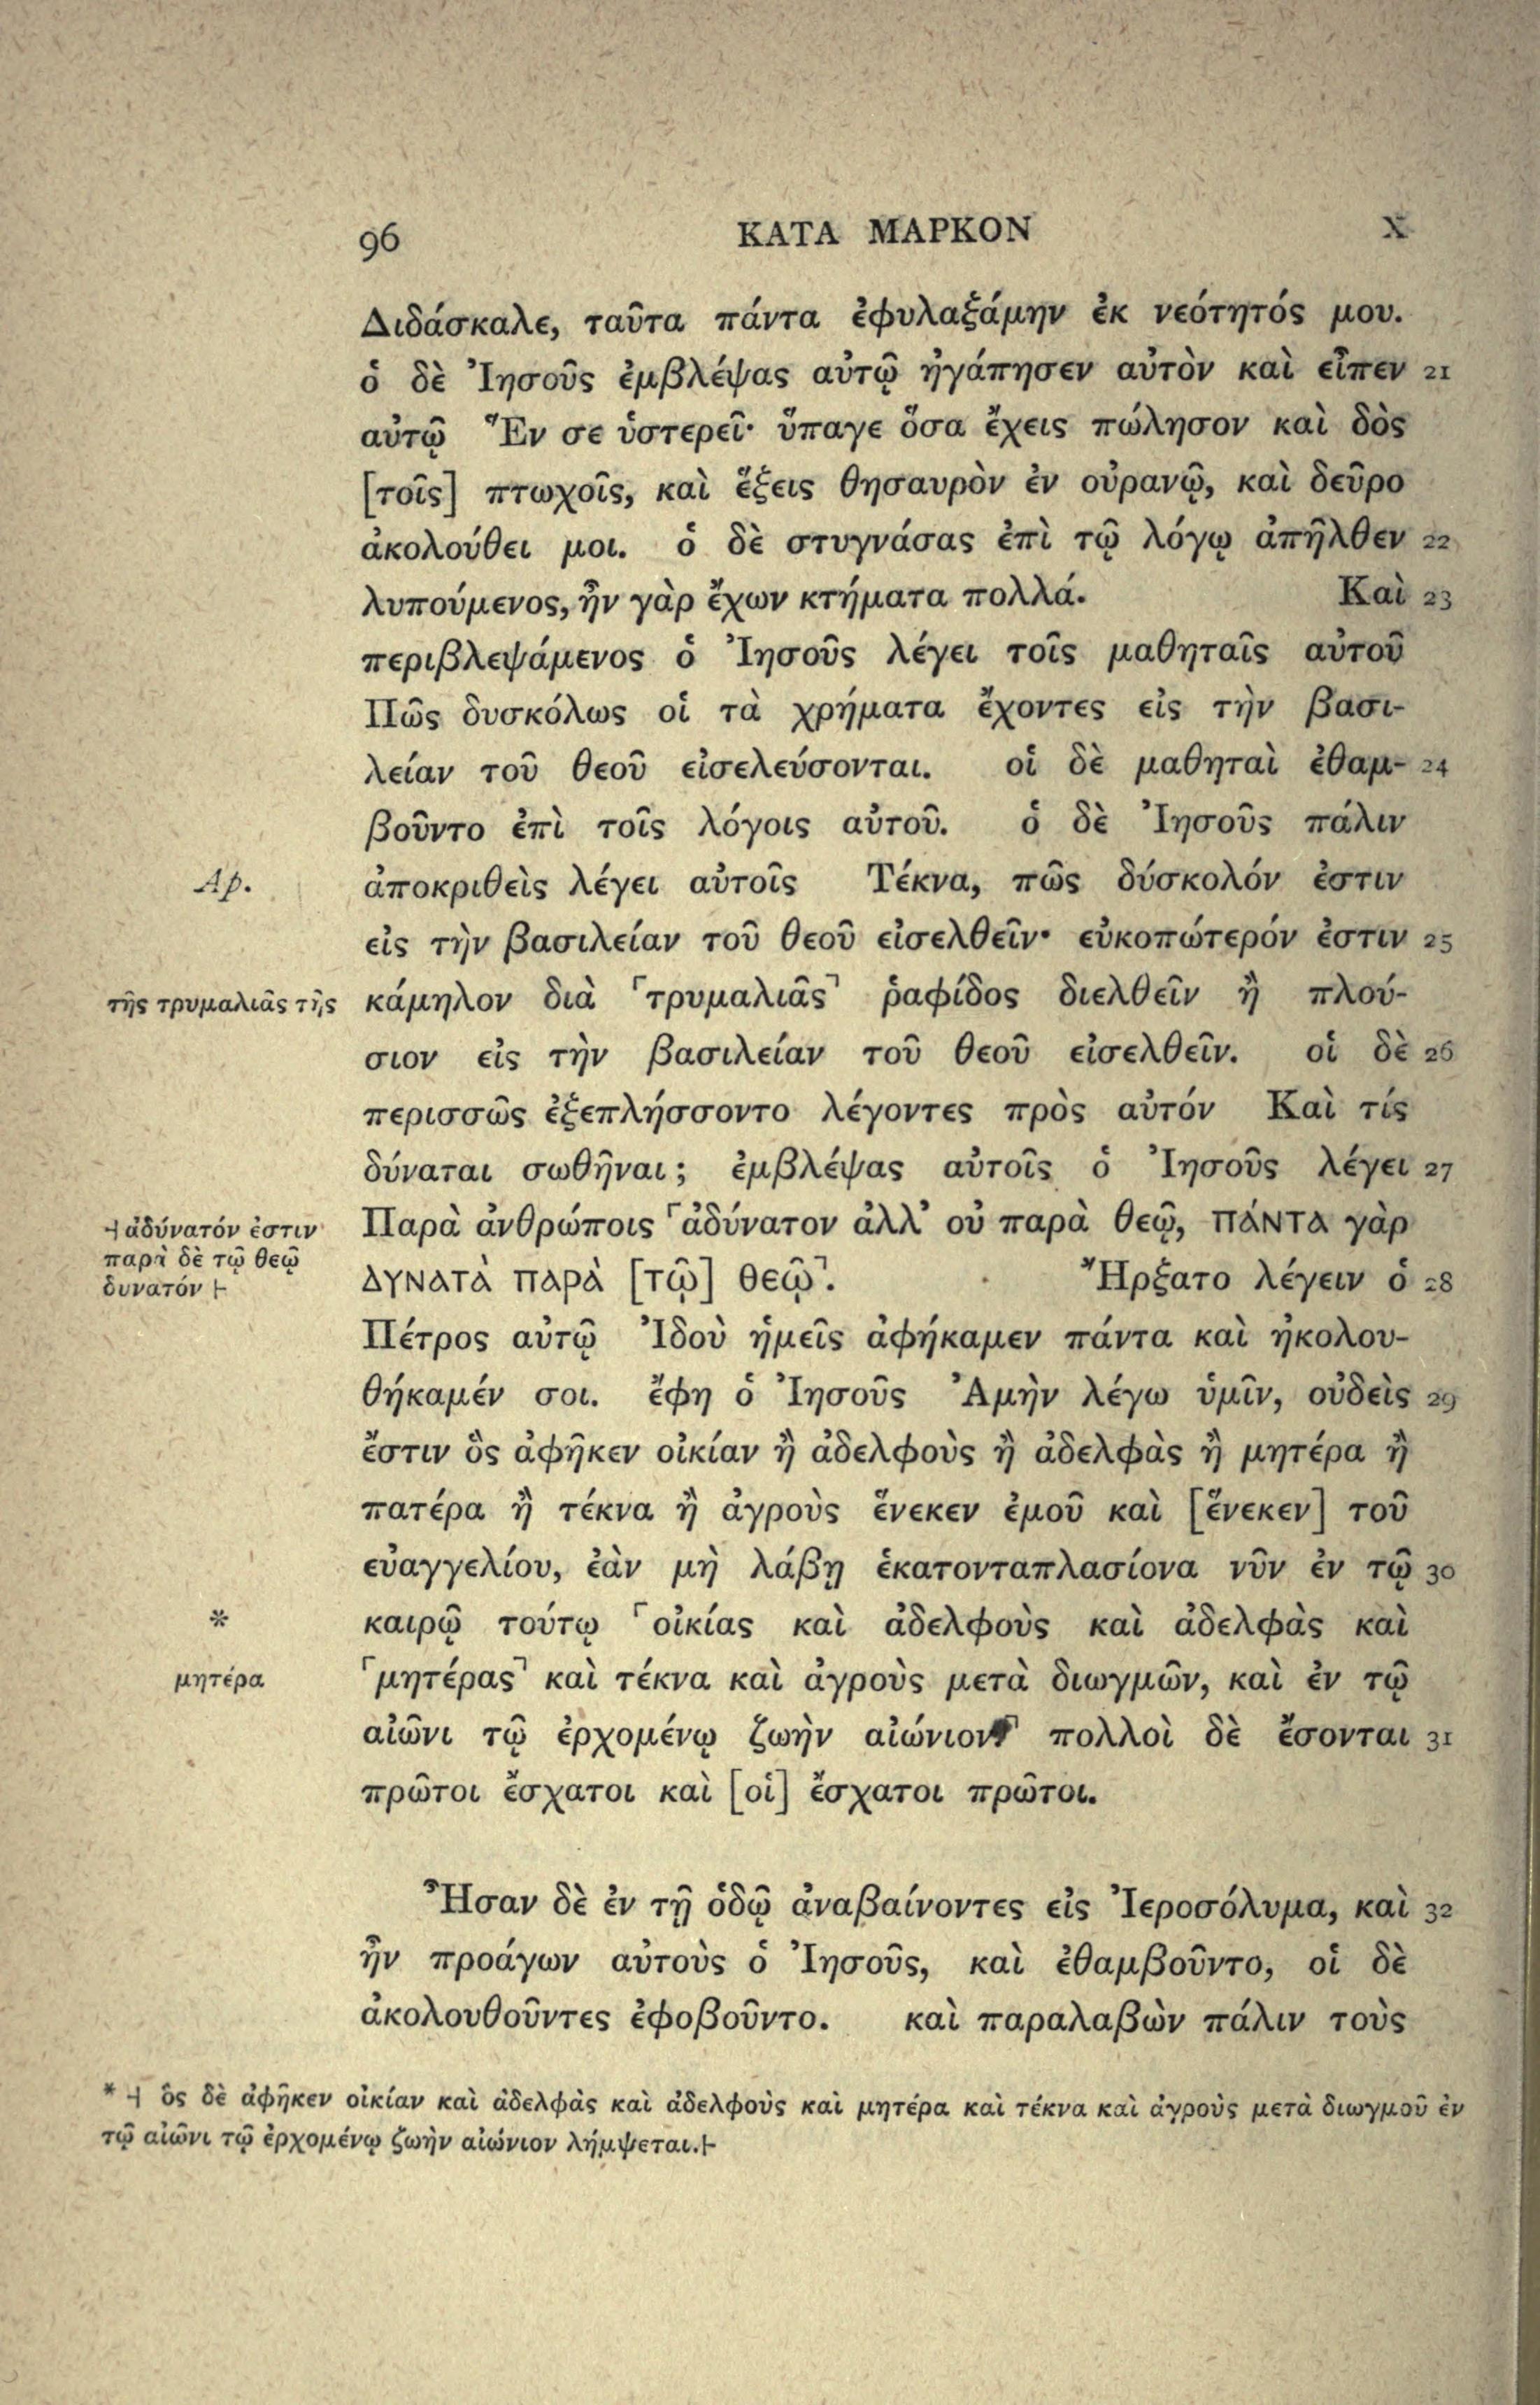 96 ΚΑΤΑ ΜΑΡΚΟΝ X
Διδάσκαλε, ταῦτα πάντα ἐφυλαξάμην ἐκ νεότητός μου.
ὁ δὲ Ἰησοῦς ἐμβλέψας αὐτῷ ἠγάπησεν αὐτὸν καὶ εἶπεν 21
αὐτῷ Ἕν σε ὑστερεῖ· ὕπαγε ὅσα ἔχεις πώλησον καὶ δὸς
[τοῖς] πτωχοῖς, καὶ ἕξεις θησαυρὸν ἐν οὐρανῷ, καὶ δεῦρο
ἀκολούθει μοι. ὁ δὲ στυγνάσας ἐπὶ τῷ λόγῳ ἀπῆλθεν 22
λυπούμενος, ἦν γὰρ ἔχων κτήματα πολλά. Καὶ 23
περιβλεψάμενος ὁ Ἰησοῦς λέγει τοῖς μαθηταῖς αὐτοῦ
Πῶς δυσκόλως οἱ τὰ χρήματα ἔχοντες εἰς τὴν βασι-
λείαν τοῦ θεοῦ εἰσελεύσονται. οἱ δὲ μαθηταὶ ἐθαμ- 24
βοῦντο ἐπὶ τοῖς λόγοις αὐτοῦ. ὁ δὲ Ἰησοῦς πάλιν
Ap. ἀποκριθεὶς λέγει αὐτοῖς Τέκνα, πῶς δύσκολόν ἐστιν
εἰς τὴν βασιλείαν τοῦ θεοῦ εἰσελθεῖν· εὐκοπώτερόν ἐστιν 25
τῆς τρυμαλιᾶς τῆς κάμηλον διὰ ⌜τρυμαλιᾶς⌝ ῥαφίδος διελθεῖν ἢ πλού-
σιον εἰς τὴν βασιλείαν τοῦ θεοῦ εἰσελθεῖν. οἱ δὲ 26
περισσῶς ἐξεπλήσσοντο λέγοντες πρὸς αὐτόν Καὶ τίς
δύναται σωθῆναι; ἐμβλέψας αὐτοῖς ὁ Ἰησοῦς λέγει 27
Παρὰ ἀνθρώποις ⌜ἀδύνατον ἀλλ' οὐ παρὰ θεῷ, ΠΆΝΤΑ γὰρ
ΔΥΝΑΤᾺ ΠΑΡᾺ [τῷ] θεῷ⌝. Ἤρξατο λέγειν ὁ 28
⊣ ἀδύνατόν ἐστιν
παρὰ δὲ τῷ θεῷ
δυνατόν ⊢
Πέτρος αὐτῷ Ἰδοὺ ἡμεῖς ἀφήκαμεν πάντα καὶ ἠκολου-
θήκαμέν σοι. ἔφη ὁ Ἰησοῦς Ἀμὴν λέγω ὑμῖν, οὐδεὶς 29
ἔστιν ὃς ἀφῆκεν οἰκίαν ἢ ἀδελφοὺς ἢ ἀδελφὰς ἢ μητέρα ἢ
πατέρα ἢ τέκνα ἢ ἀγροὺς ἕνεκεν ἐμοῦ καὶ [ἕνεκεν] τοῦ
εὐαγγελίου, ἐὰν μὴ λάβῃ ἑκατονταπλασίονα νῦν ἐν τῷ 30
* καιρῷ τούτῳ ⌜οἰκίας καὶ ἀδελφοὺς καὶ ἀδελφὰς καὶ
μητέρα ⌜μητέρας⌝ καὶ τέκνα καὶ ἀγροὺς μετὰ διωγμῶν, καὶ ἐν τῷ
αἰῶνι τῷ ἐρχομένῳ ζωὴν αἰώνιον⌝ πολλοὶ δὲ ἔσονται 31
πρῶτοι ἔσχατοι καὶ [οἱ] ἔσχατοι πρῶτοι.
Ἦσαν δὲ ἐν τῇ ὁδῷ ἀναβαίνοντες εἰς Ἰεροσόλυμα, καὶ 32
ἦν προάγων αὐτοὺς ὁ Ἰησοῦς, καὶ ἐθαμβοῦντο, οἱ δὲ
ἀκολουθοῦντες ἐφοβοῦντο. καὶ παραλαβὼν πάλιν τοὺς
* ⊣ ὃς δὲ ἀφῆκεν οἰκίαν καὶ ἀδελφὰς καὶ ἀδελφοὺς καὶ μητέρα καὶ τέκνα καὶ ἀγροὺς μετὰ διωγμοῦ ἐν
τῷ αἰῶνι τῷ ἐρχομένῳ ζωὴν αἰώνιον λήμψεται.⊢